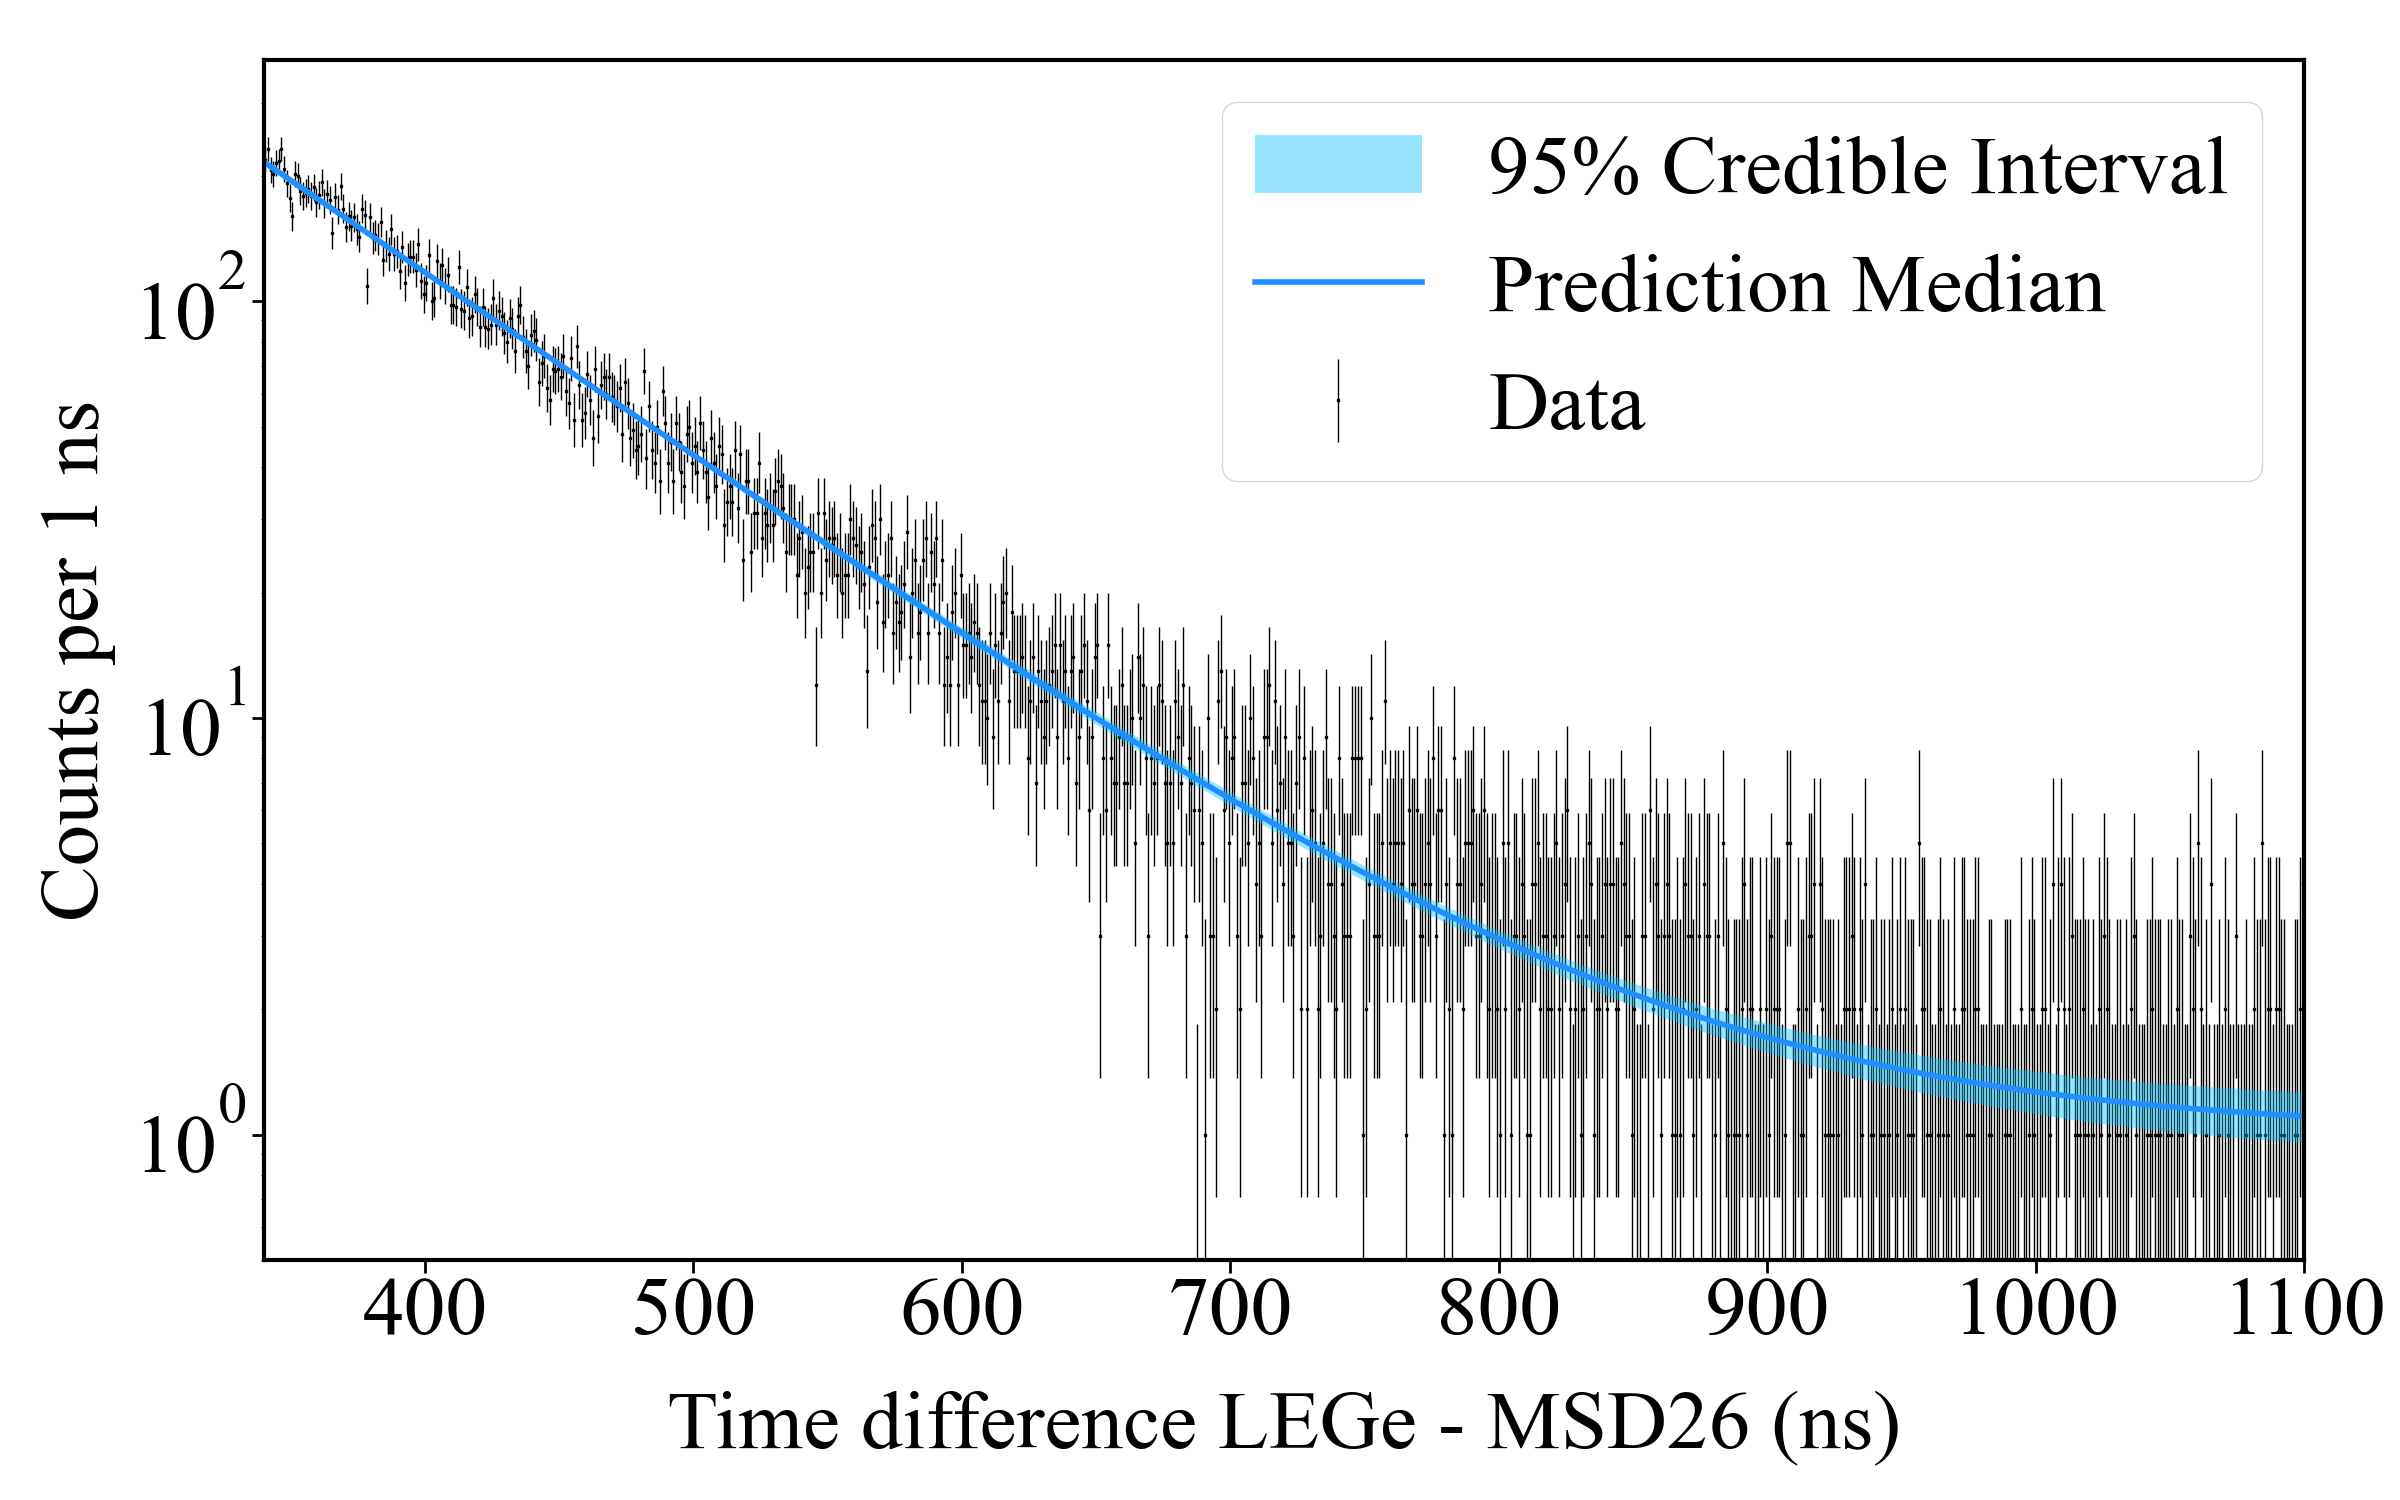 95% Credible Interval
Prediction Median
Data
Counts per 1 ns
10^2
10^1
10^0
400 500 600 700 800 900 1000 1100
Time difference LEGe - MSD26 (ns)